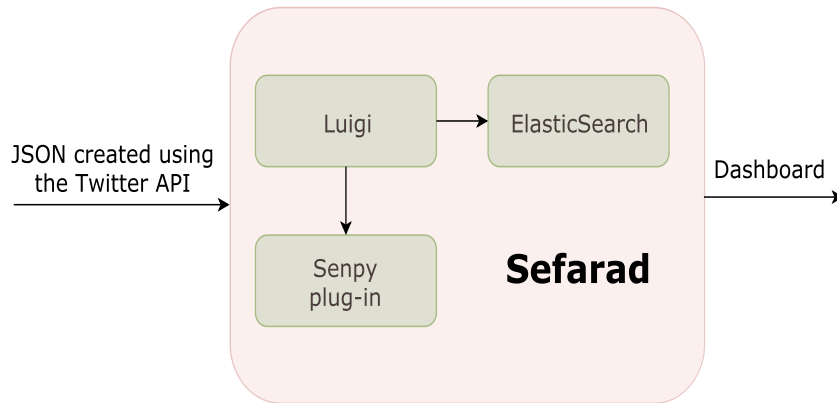 Luigi
ElasticSearch
JSON created using
the Twitter API
Dashboard
Senpy
plug-in
Sefarad